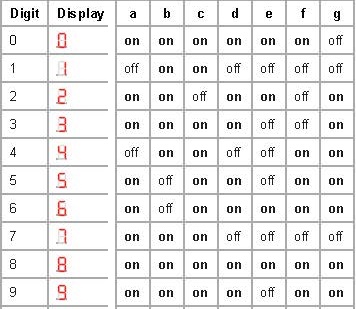 Digit Display a b c d e f g
0 0. on on on on on on off
1 1. off on on off off off off
2 2. on on off on on off on
3 3. on on on on off off on
4 4. off on on off off on on
5 5. on off on on off on on
6 6. on off on on on on on
7 7. on on on off off off off
8 8. on on on on on on on
9 9. on on on on off on on